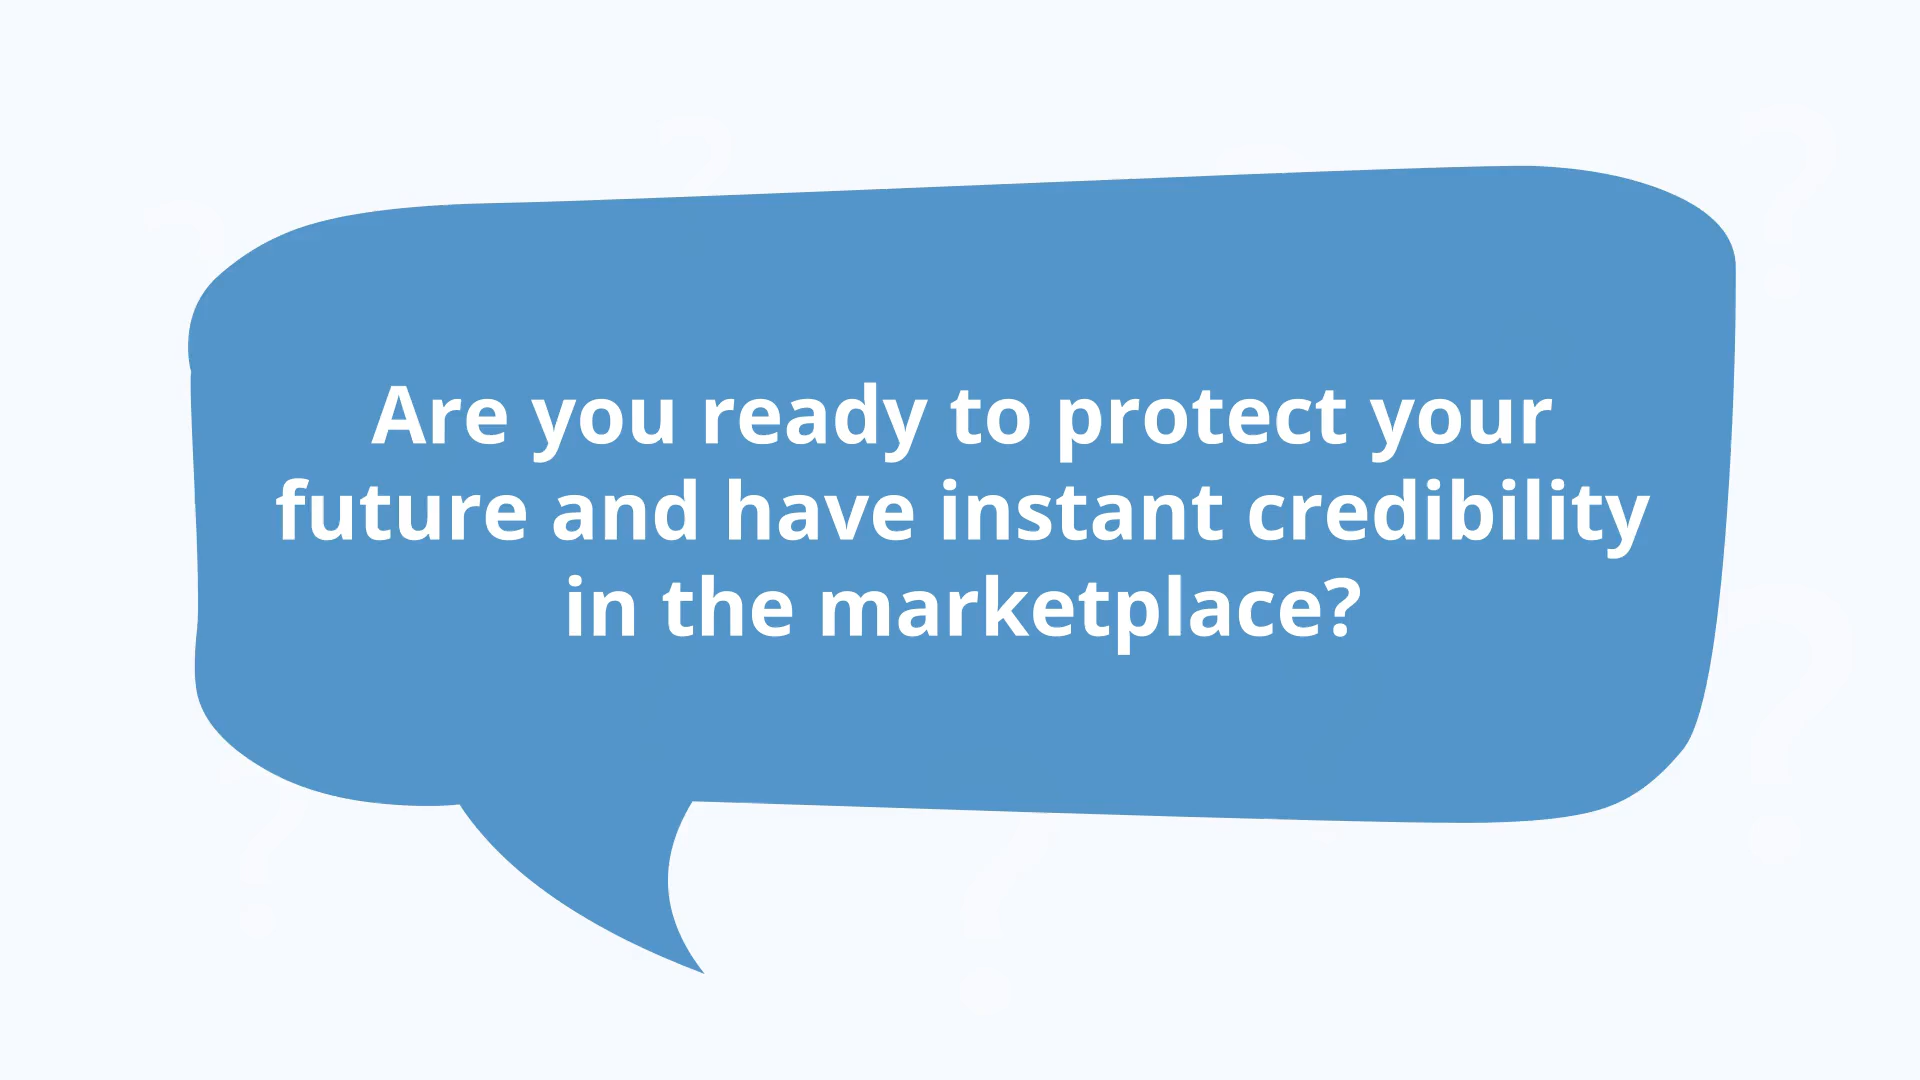 Are you ready to protect your
future and have instant credibility
in the marketplace?